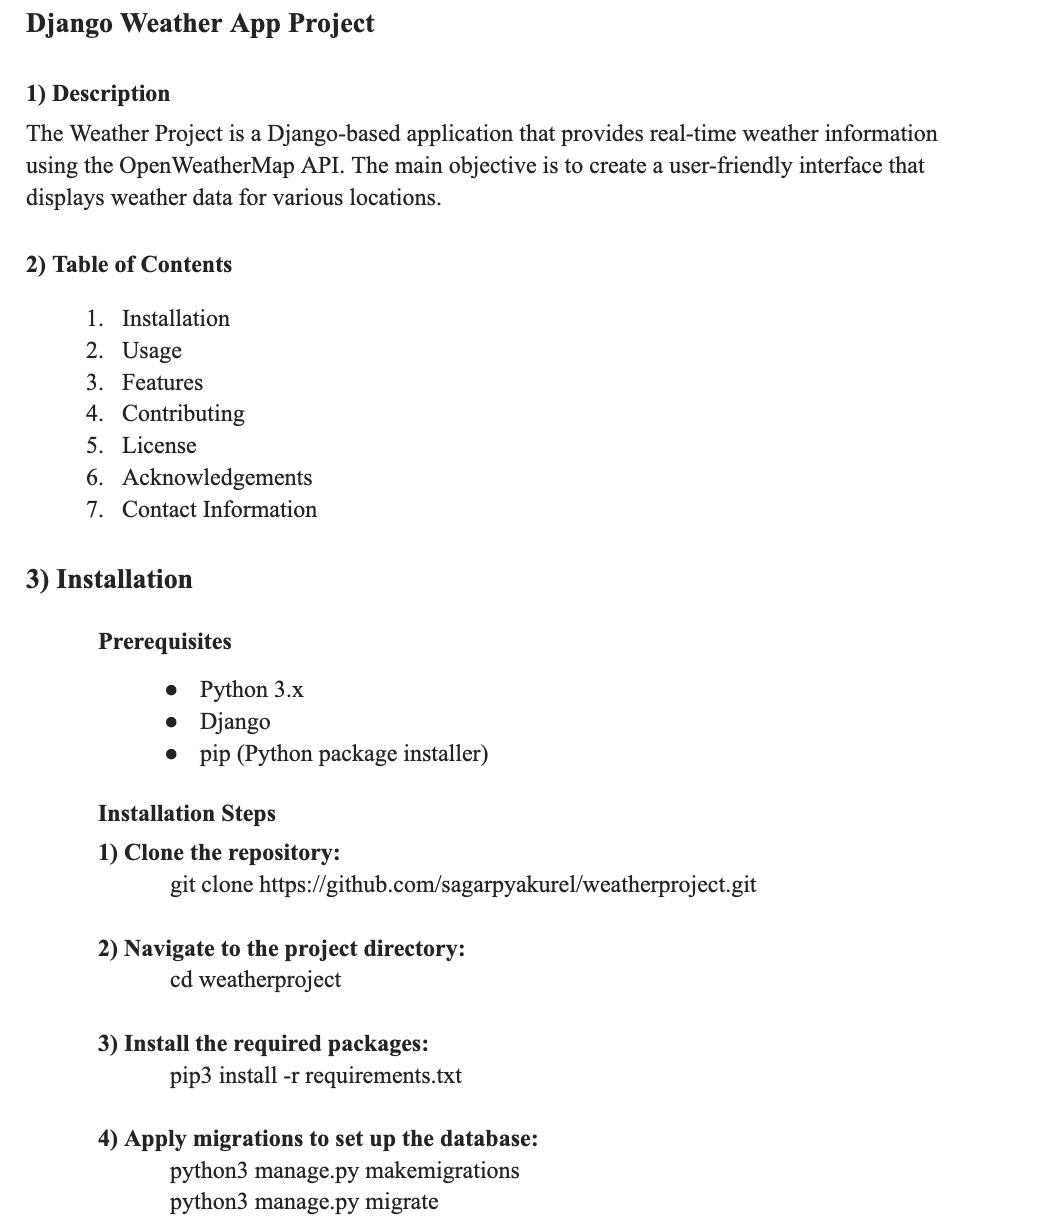 Django Weather App Project
1) Description
The Weather Project is a Django-based application that provides real-time weather information
using the OpenWeatherMap API. The main objective is to create a user-friendly interface that
displays weather data for various locations.
2) Table of Contents
1. Installation
2. Usage
3. Features
4. Contributing
5. License
6. Acknowledgements
7. Contact Information
3) Installation
Prerequisites
● Python 3.x
● Django
● pip (Python package installer)
Installation Steps
1) Clone the repository:
git clone https://github.com/sagarpyakurel/weatherproject.git
2) Navigate to the project directory:
cd weatherproject
3) Install the required packages:
pip3 install -r requirements.txt
4) Apply migrations to set up the database:
python3 manage.py makemigrations
python3 manage.py migrate